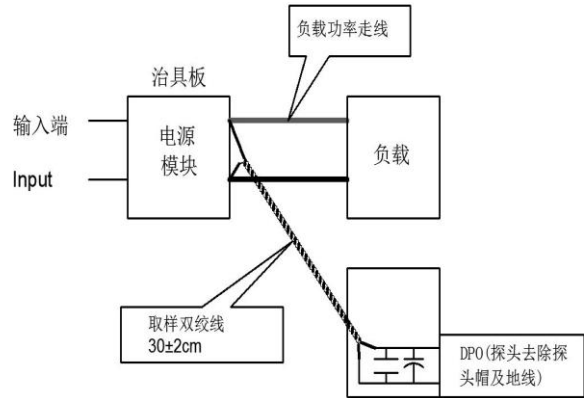 负载功率走线
治具板
输入端
Input
电源
模块
负载
取样双绞线
30±2cm
DPO(探头去除探
头帽及地线)